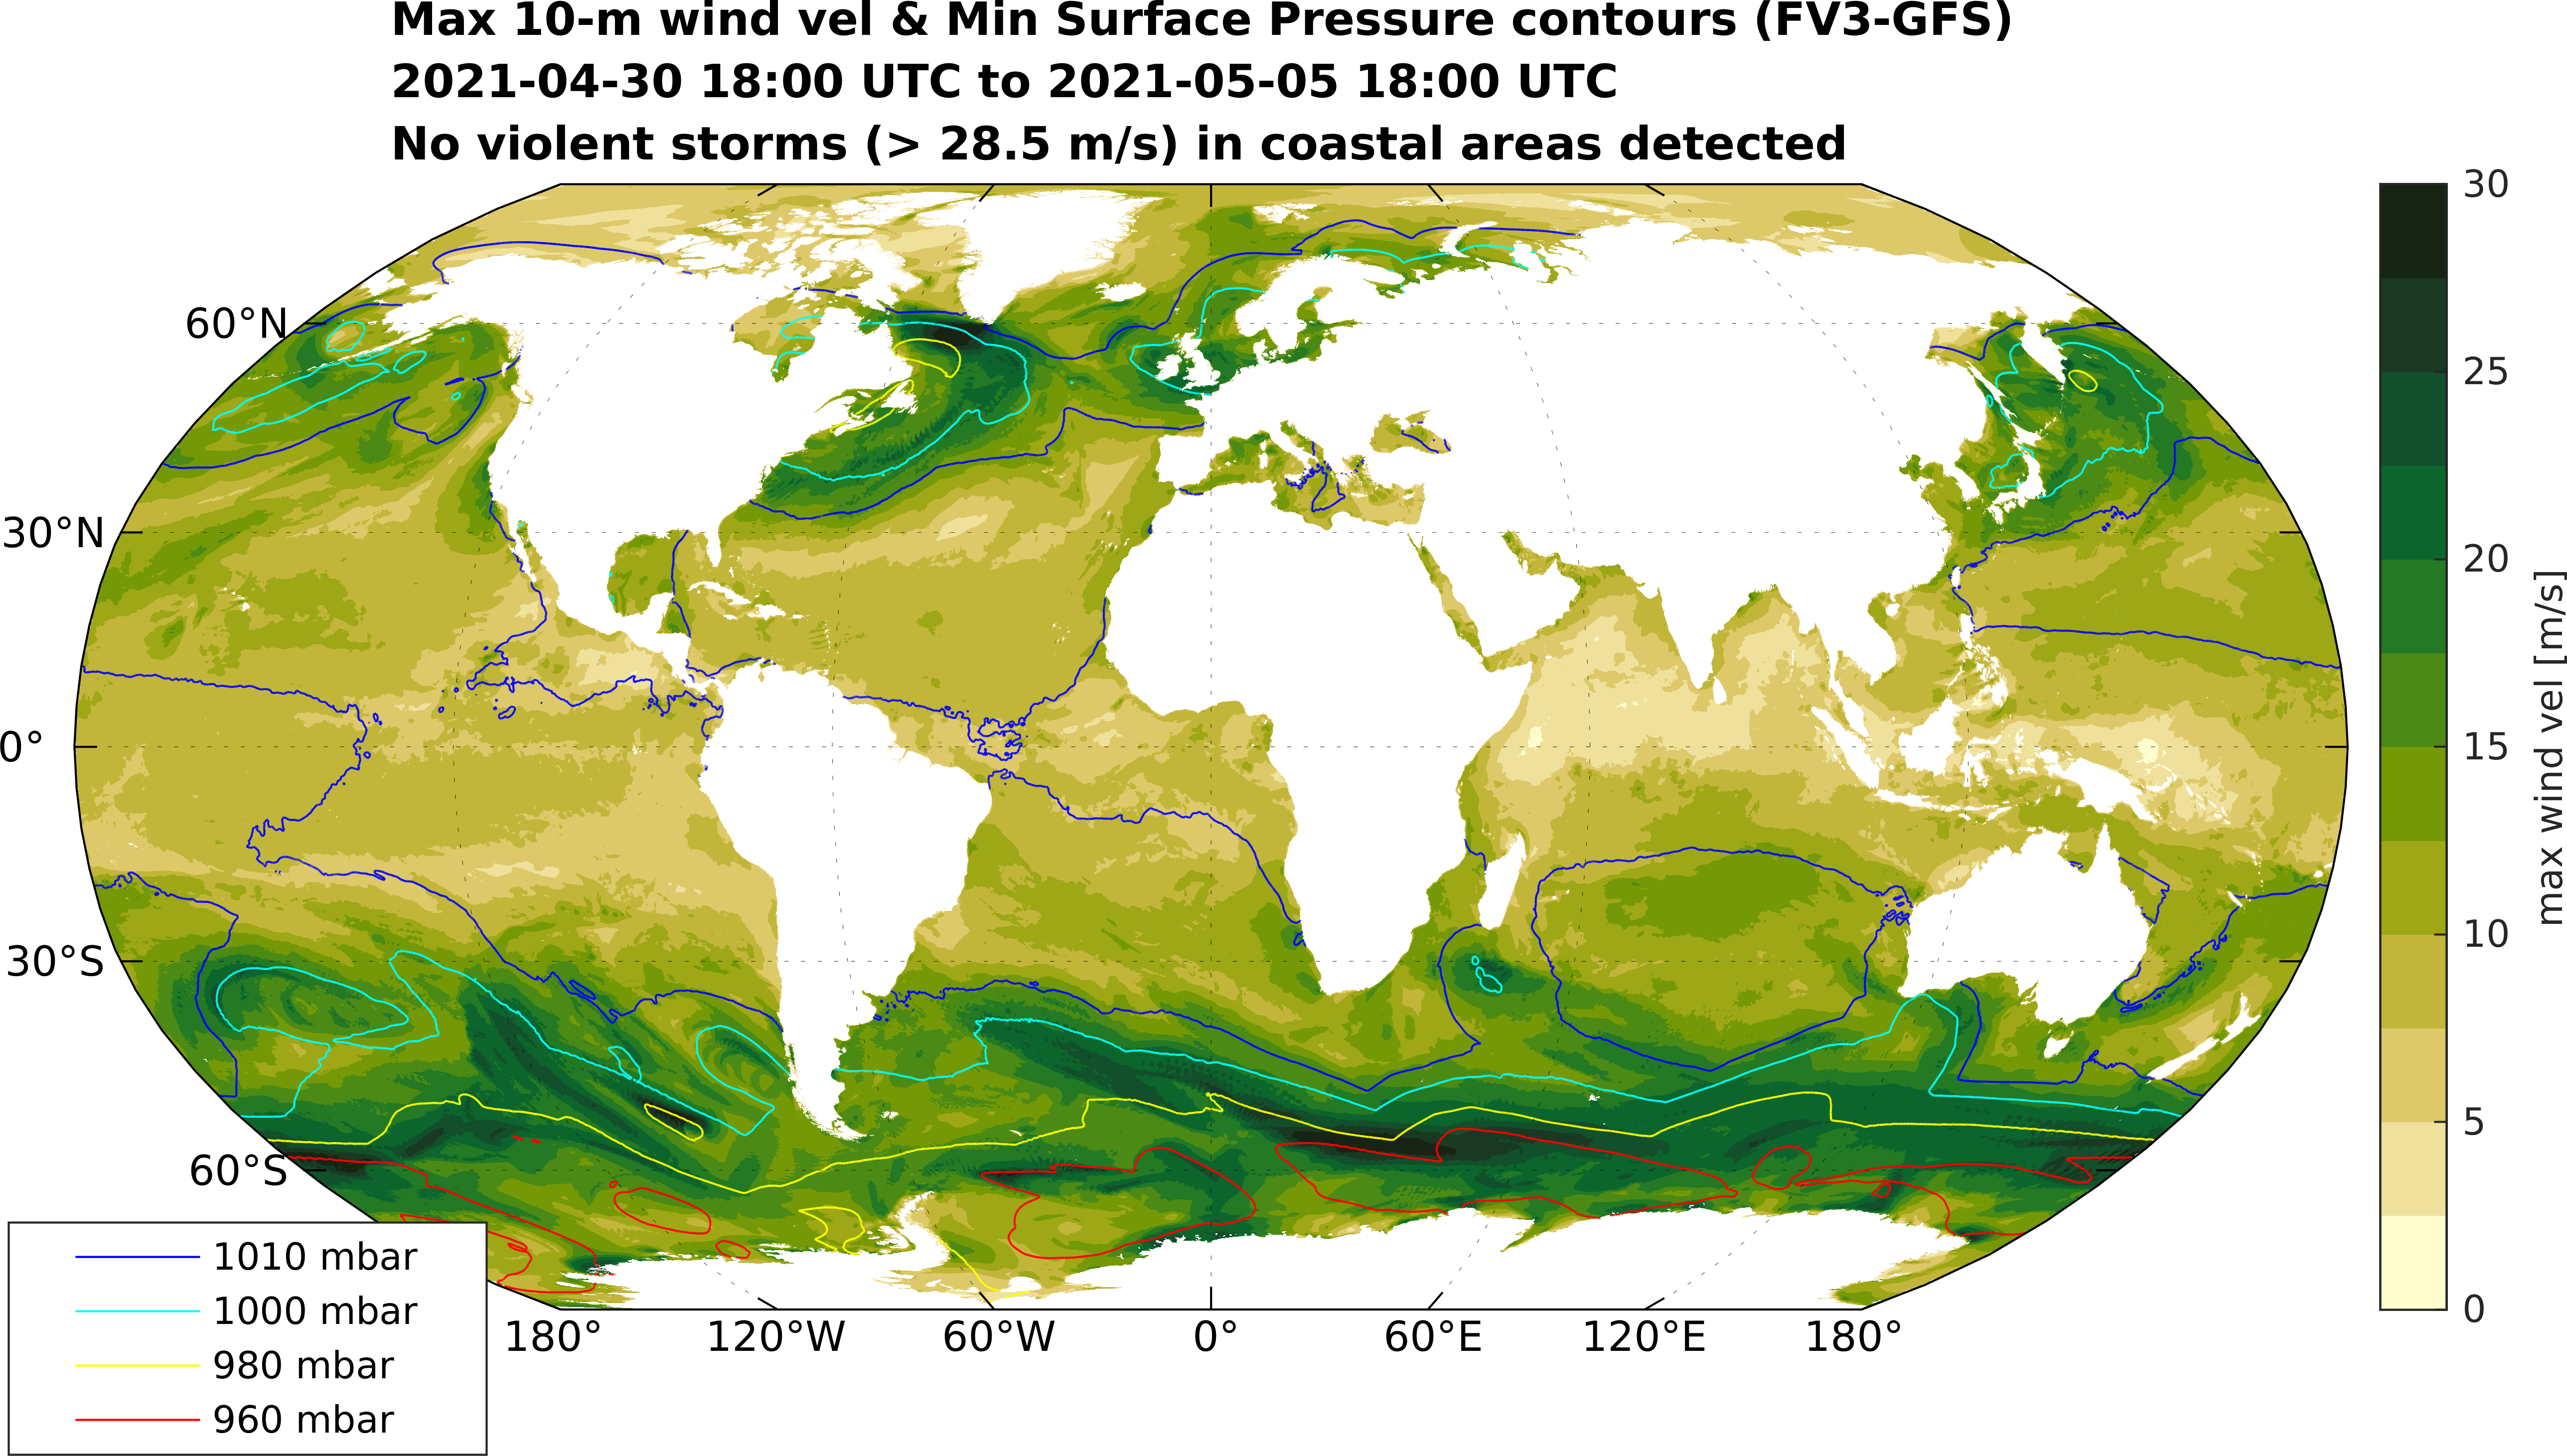 Max 10-m wind vel & Min Surface Pressure contours (FV3-GFS)
2021-04-30 18:00 UTC to 2021-05-05 18:00 UTC
No violent storms (> 28.5 m/s) in coastal areas detected
60°N
30°N
0°
30°S
60°S
180°
120°W
60°W
0°
60°E
120°E
180°
1010 mbar
1000 mbar
980 mbar
960 mbar
30
25
20
15
10
5
0
max wind vel [m/s]